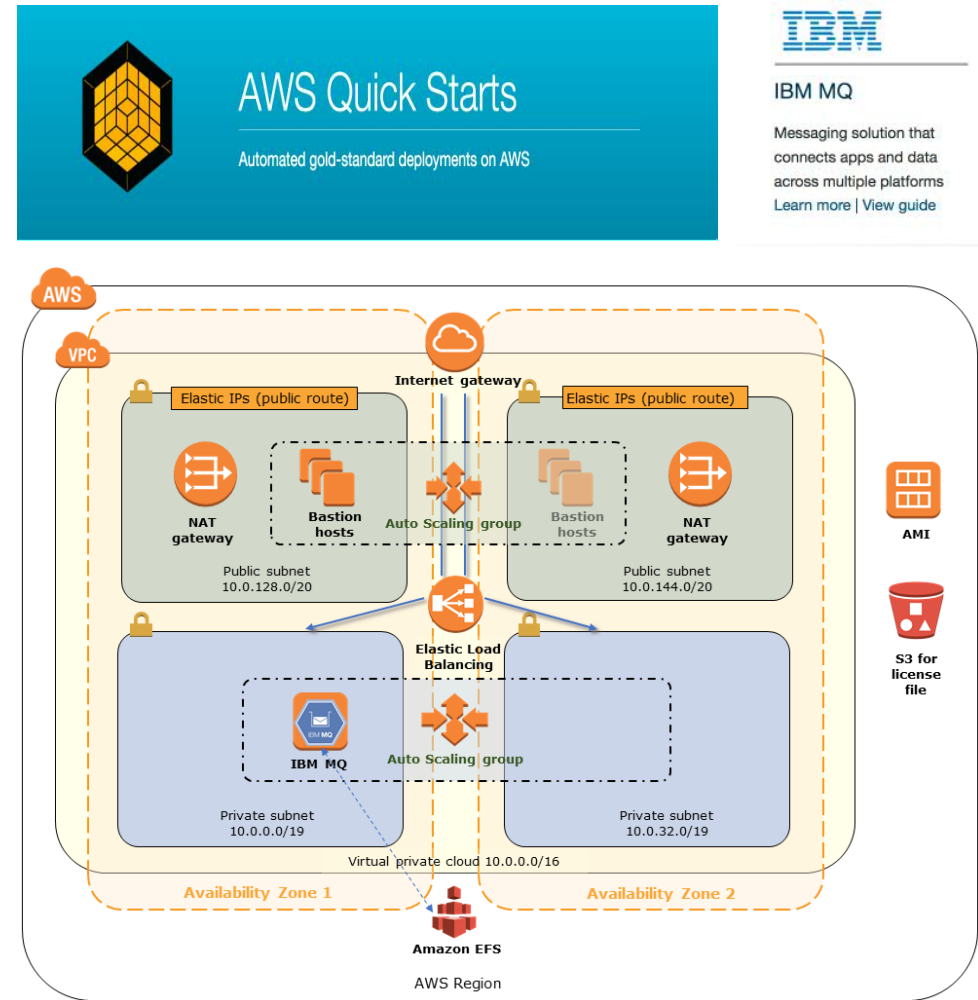 AWS Quick Starts
Automated gold-standard deployments on AWS
IBM
IBM MQ
Messaging solution that
connects apps and data
across multiple platforms
Learn more | View guide
AWS
VPC
Internet gateway
Elastic IPs (public route)
Elastic IPs (public route)
NAT
gateway
Bastion
hosts
Auto Scaling group
Bastion
hosts
NAT
gateway
Public subnet
10.0.128.0/20
Public subnet
10.0.144.0/20
AMI
S3 for
license
file
Elastic Load
Balancing
IBM MQ
IBM MQ
Auto Scaling group
Private subnet
10.0.0.0/19
Private subnet
10.0.32.0/19
Virtual private cloud 10.0.0.0/16
Availability Zone 1
Availability Zone 2
Amazon EFS
AWS Region